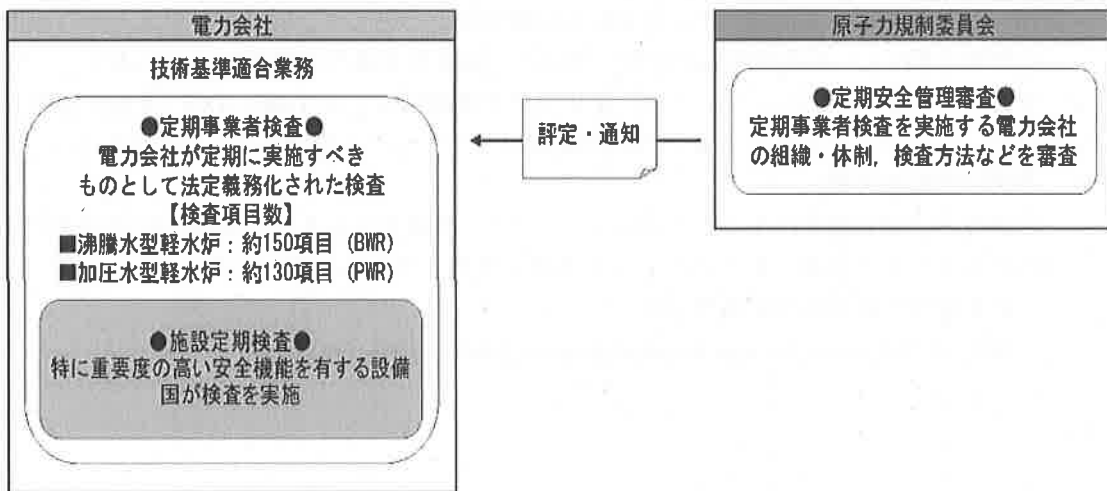 電力会社
技術基準適合業務
●定期事業者検査●
電力会社が定期に実施すべき
ものとして法定義務化された検査
【検査項目数】
■沸騰水型軽水炉：約150項目（BWR）
■加圧水型軽水炉：約130項目（PWR）
●施設定期検査●
特に重要度の高い安全機能を有する設備
国が検査を実施
評定・通知
原子力規制委員会
●定期安全管理審査●
定期事業者検査を実施する電力会社
の組織・体制，検査方法などを審査